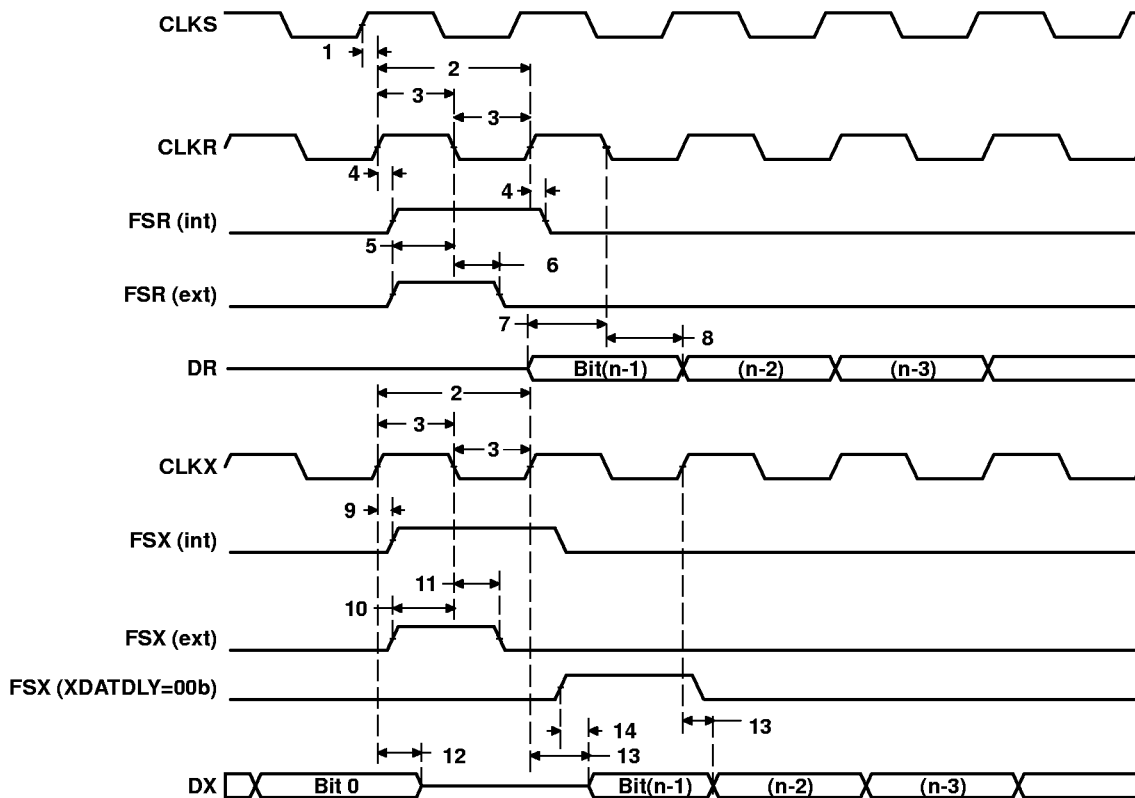 CLKS
1
2
3
3
CLKR
4
4
FSR (int)
5
6
FSR (ext)
7
8
DR Bit(n-1) (n-2) (n-3)
2
3
3
CLKX
9
FSX (int)
11
10
FSX (ext)
FSX (XDATDLY=00b)
14
13
12
13
DX Bit 0 Bit(n-1) (n-2) (n-3)